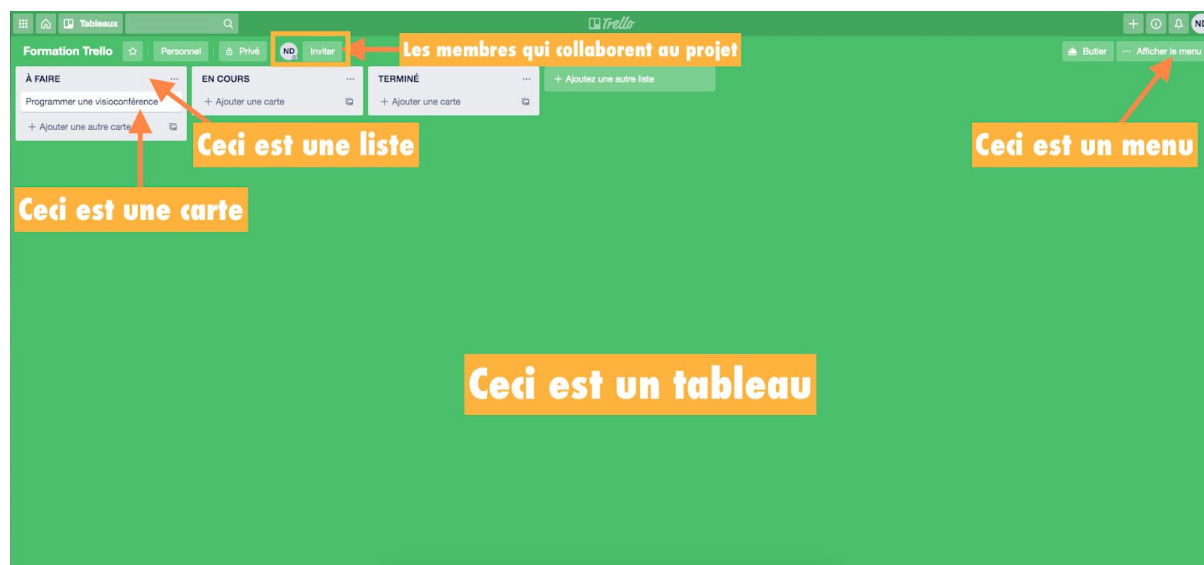 Tableaux
Trello
ND
Formation Trello
Personnel
Privé
ND
Inviter
Les membres qui collaborent au projet
Butler
... Afficher le menu
À FAIRE ...
EN COURS ...
TERMINÉ ...
+ Ajoutez une autre liste
Programmer une visioconférence
+ Ajouter une carte
+ Ajouter une carte
+ Ajouter une autre carte
Ceci est une liste
Ceci est un menu
Ceci est une carte
Ceci est un tableau